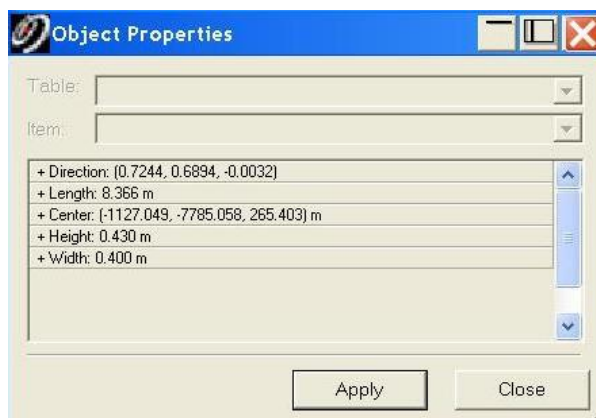 Object Properties
Table:
Item:
+ Direction: (0.7244, 0.6894, -0.0032)
+ Length: 8.366 m
+ Center: (-1127.049, -7785.058, 265.403) m
+ Height: 0.430 m
+ Width: 0.400 m
Apply Close